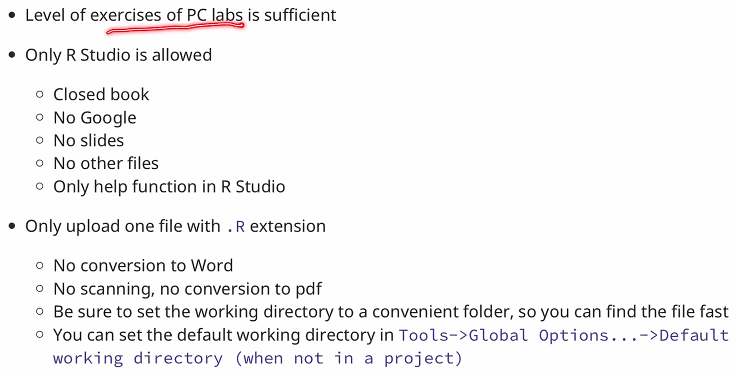 • Level of exercises of PC labs is sufficient
• Only R Studio is allowed
◦ Closed book
◦ No Google
◦ No slides
◦ No other files
◦ Only help function in R Studio
• Only upload one file with .R extension
◦ No conversion to Word
◦ No scanning, no conversion to pdf
◦ Be sure to set the working directory to a convenient folder, so you can find the file fast
◦ You can set the default working directory in Tools->Global Options...->Default
working directory (when not in a project)